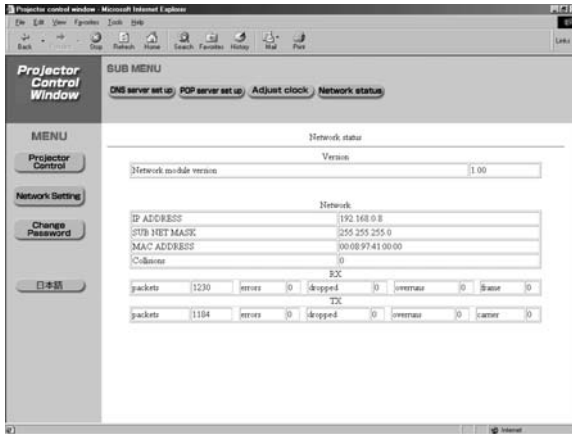 Projector control window - Microsoft Internet Explorer
File Edit View Favorites Tools Help
Back Stop Refresh Home Search Favorites History Mail Print
Links
Projector
Control
Window
SUB MENU
DNS server set up POP server set up Adjust clock Network status
MENU
Projector
Control
Network Setting
Change
Password
日本語
Network status
Version
Network module version 1.00
Network
IP ADDRESS 192.168.0.8
SUB NET MASK 255.255.255.0
MAC ADDRESS 00:08:97:41:00:00
Collisions 0
RX
packets 1230 errors 0 dropped 0 overruns 0 frame 0
TX
packets 1184 errors 0 dropped 0 overruns 0 carrier 0
Internet